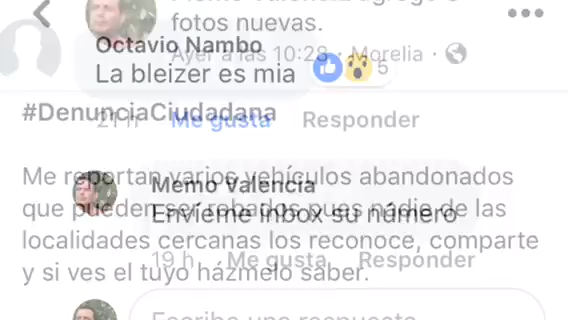 fotos nuevas.
Octavio Nambo
Ayer a las 10:28 · Morelia ·
La bleizer es mia
5
#DenunciaCiudadana
21 h Me gusta Responder
Me reportan varios vehículos abandonados
Memo Valencia
que pueden ser robados pues nadie de las
Envíeme inbox su número
localidades cercanas los reconoce, comparte
19 h Me gusta Responder
y si ves el tuyo házmelo saber.
Escribe una respuesta